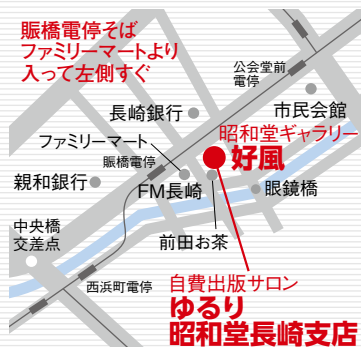 賑橋電停そば
ファミリーマートより
入って左側すぐ
公会堂前
電停
長崎銀行
市民会館
昭和堂ギャラリー
好風
ファミリーマート
賑橋電停
親和銀行
FM長崎
眼鏡橋
中央橋
交差点
前田お茶
西浜町電停
自費出版サロン
ゆるり
昭和堂長崎支店